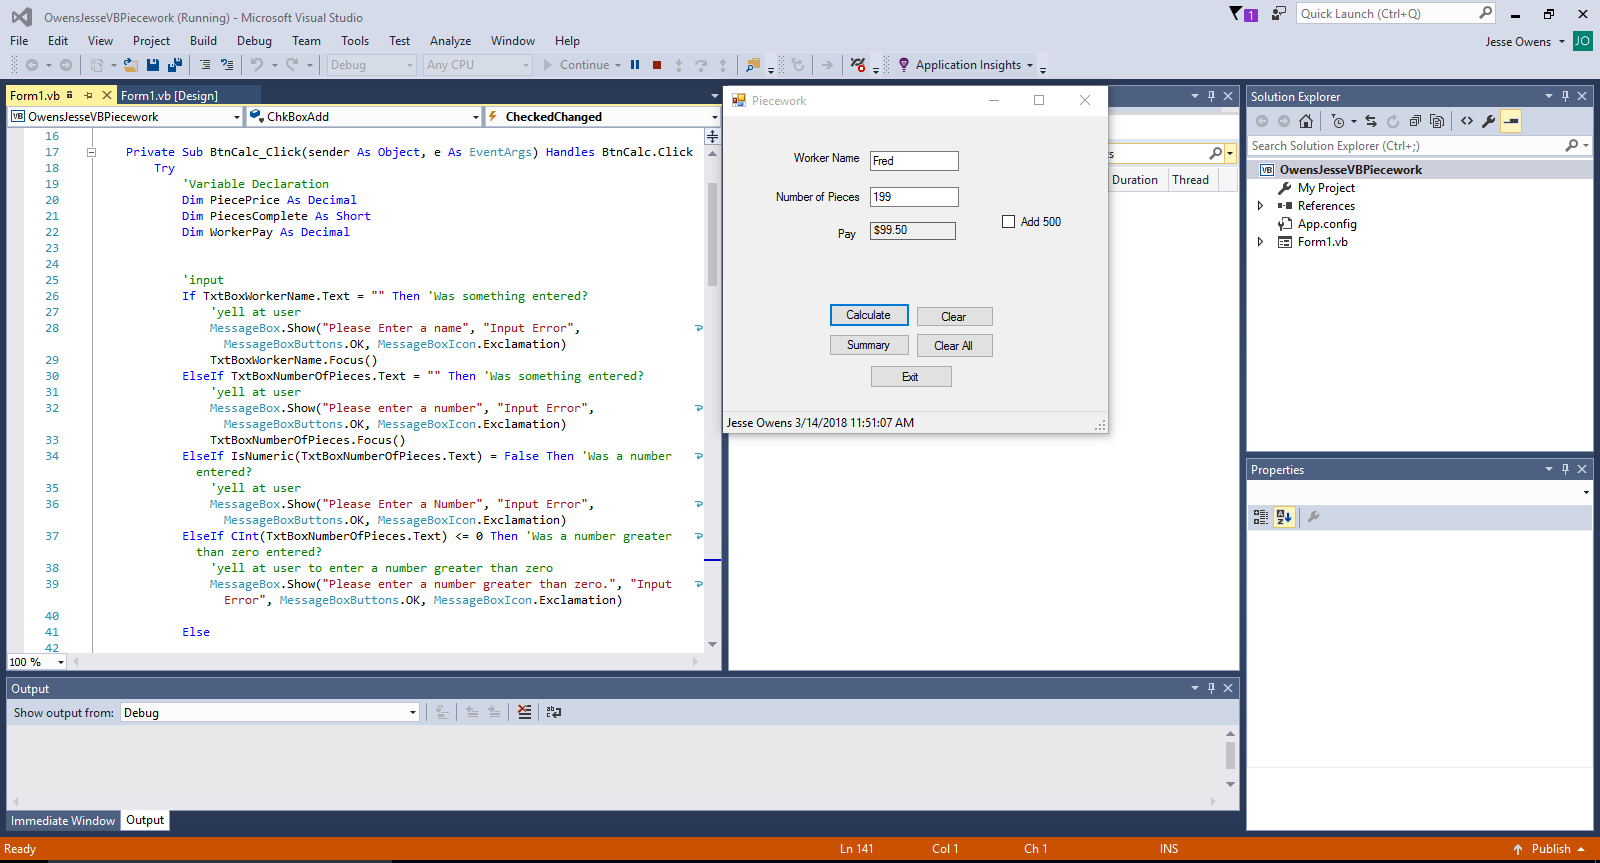 OwensJesseVBPiecework (Running) - Microsoft Visual Studio
1
Quick Launch (Ctrl+Q)
File Edit View Project Build Debug Team Tools Test Analyze Window Help
Jesse Owens JO
Debug Any CPU Continue Application Insights
Form1.vb Form1.vb [Design]
OwensJesseVBPiecework ChkBoxAdd CheckedChanged
16
17 Private Sub BtnCalc_Click(sender As Object, e As EventArgs) Handles BtnCalc.Click
18 Try
19 'Variable Declaration
20 Dim PiecePrice As Decimal
21 Dim PiecesComplete As Short
22 Dim WorkerPay As Decimal
23
24
25 'input
26 If TxtBoxWorkerName.Text = "" Then 'Was something entered?
27 'yell at user
28 MessageBox.Show("Please Enter a name", "Input Error",
MessageBoxButtons.OK, MessageBoxIcon.Exclamation)
29 TxtBoxWorkerName.Focus()
30 ElseIf TxtBoxNumberOfPieces.Text = "" Then 'Was something entered?
31 'yell at user
32 MessageBox.Show("Please enter a number", "Input Error",
MessageBoxButtons.OK, MessageBoxIcon.Exclamation)
33 TxtBoxNumberOfPieces.Focus()
34 ElseIf IsNumeric(TxtBoxNumberOfPieces.Text) = False Then 'Was a number
entered?
35 'yell at user
36 MessageBox.Show("Please Enter a Number", "Input Error",
MessageBoxButtons.OK, MessageBoxIcon.Exclamation)
37 ElseIf CInt(TxtBoxNumberOfPieces.Text) <= 0 Then 'Was a number greater
than zero entered?
38 'yell at user to enter a number greater than zero
39 MessageBox.Show("Please enter a number greater than zero.", "Input
Error", MessageBoxButtons.OK, MessageBoxIcon.Exclamation)
40
41 Else
42
100 %
Piecework
Worker Name Fred
Number of Pieces 199
Pay $99.50
Add 500
Calculate Clear
Summary Clear All
Exit
Jesse Owens 3/14/2018 11:51:07 AM
Duration Thread
Solution Explorer
Search Solution Explorer (Ctrl+;)
VB OwensJesseVBPiecework
My Project
References
App.config
Form1.vb
Properties
Output
Show output from: Debug
Immediate Window Output
Ready Ln 141 Col 1 Ch 1 INS Publish